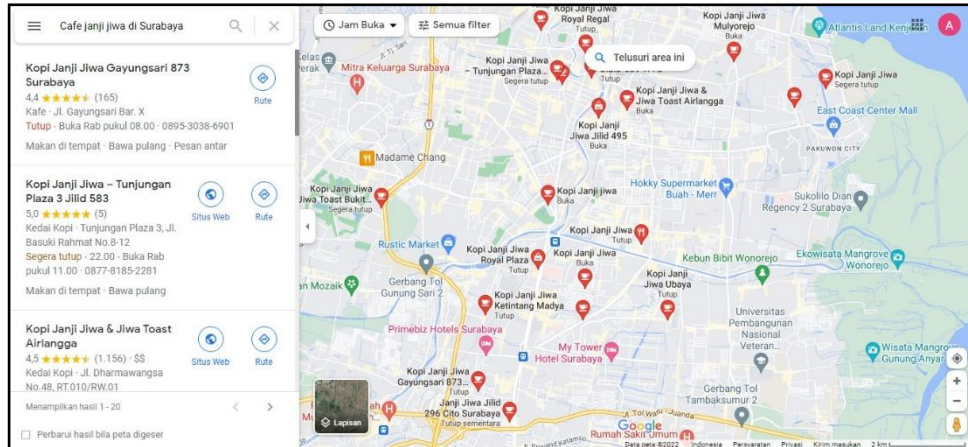 Cafe janji jiwa di Surabaya
Kopi Janji Jiwa Gayungsari 873
Surabaya
4,4 (165)
Kafe · Jl. Gayungsari Bar. X
Tutup · Buka Rab pukul 08.00 · 0895-3038-6901
Makan di tempat · Bawa pulang · Pesan antar
Rute
Kopi Janji Jiwa – Tunjungan
Plaza 3 Jilid 583
5,0 (5)
Kedai Kopi · Tunjungan Plaza 3, Jl.
Basuki Rahmat No.8-12
Segera tutup · 22.00 · Buka Rab
pukul 11.00 · 0877-8185-2281
Makan di tempat · Bawa pulang
Situs Web
Rute
Kopi Janji Jiwa & Jiwa Toast
Airlangga
4,5 (1.156) · $$
Kedai Kopi · Jl. Dharmawangsa
No.48, RT.010/RW.01
Situs Web
Rute
Menampilkan hasil 1 - 20
Perbarui hasil bila peta digeser
Jam Buka
Semua filter
Telusuri area ini
A
Kopi Janji Jiwa
Royal Regal
Tutup
Kopi Janji Jiwa
Mulyorejo
Buka
Atlantis Land Kenjeran
Mitra Keluarga Surabaya
Kopi Janji Jiwa
- Tunjungan Plaza...
Segera tutup
Kopi Janji Jiwa
Segera tutup
Kopi Janji Jiwa &
Jiwa Toast Airlangga
East Coast Center Mall
Kopi Janji
Jiwa Jilid 495
Buka
PAKUWON CITY
Madame Chang
Kopi Janji Jiwa
Jiwa Toast Bukit...
Segera tutup
Kopi Janji jiwa
Hokky Supermarket
Buah - Merr
Sukolilo Dian
Regency 2 Surabaya
Rustic Market
Kopi Janji Jiwa
Tutup
Kopi Janji Jiwa
Royal Plaza
Tutup
Kopi Janji Jiwa
Buka
Kebun Bibit Wonorejo
Ekowisata Mangrove
Wonorejo
Gerbang Tol
Gunung Sari 2
an Mozaik
Kopi Janji
Jiwa Ubaya
Tutup
Kopi Janji Jiwa
Ketintang Madya
Tutup
Primebiz Hotels Surabaya
Universitas
Pembangunan
Nasional
Veteran...
My Tower
Hotel Surabaya
Wisata Mangrove
Gunung Anyar
Kopi Janji Jiwa
Gayungsari 873...
Tutup
Gerbang Tol
Tambaksumur 2
Janji Jiwa Jilid
296 Cito Surabaya
Tutup sementara
Lapisan
Google
Rumah Sakit Umum
Data peta ©2022 Indonesia Persyaratan Privasi Kirim masukan 2 km